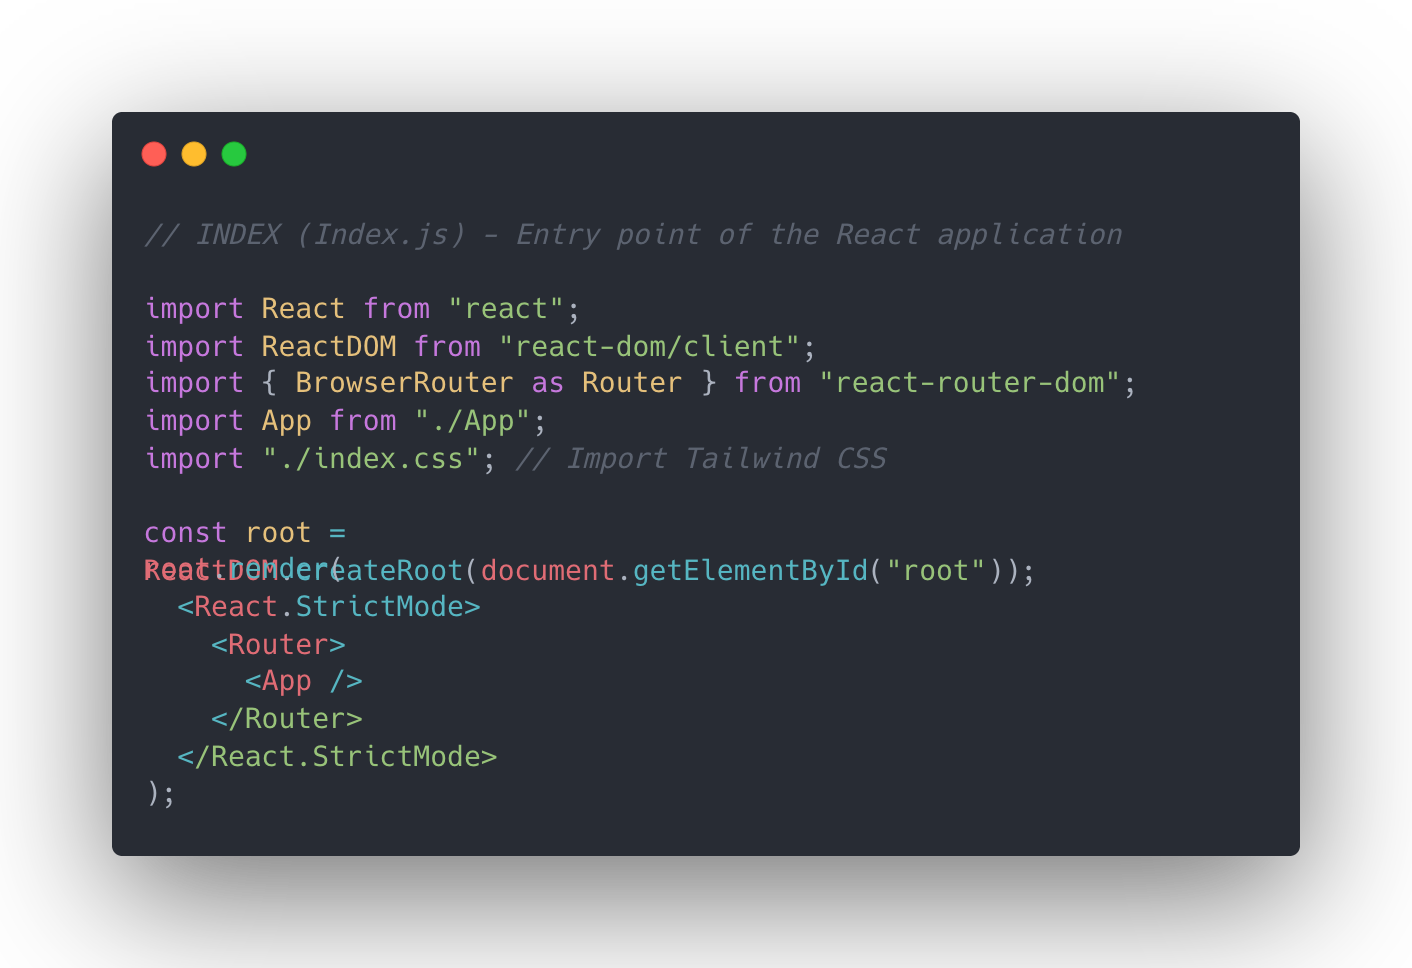 // INDEX (Index.js) - Entry point of the React application
import React from "react";
import ReactDOM from "react-dom/client";
import { BrowserRouter as Router } from "react-router-dom";
import App from "./App";
import "./index.css"; // Import Tailwind CSS
const root =
ReactDOM.createRoot(document.getElementById("root"));
root.render(
  <React.StrictMode>
    <Router>
      <App />
    </Router>
  </React.StrictMode>
);